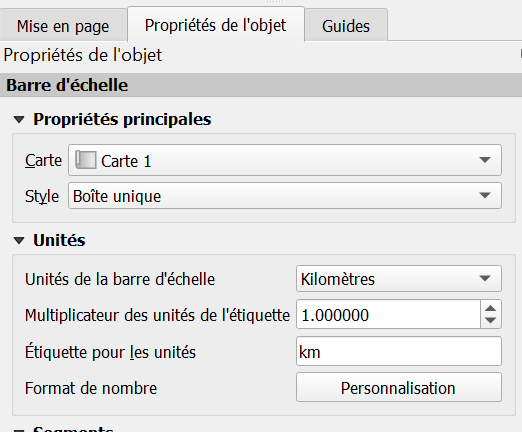 Mise en page Propriétés de l'objet Guides
Propriétés de l'objet
Barre d'échelle
Propriétés principales
Carte Carte 1
Style Boîte unique
Unités
Unités de la barre d'échelle Kilomètres
Multiplicateur des unités de l'étiquette 1.000000
Étiquette pour les unités km
Format de nombre Personnalisation
Segments